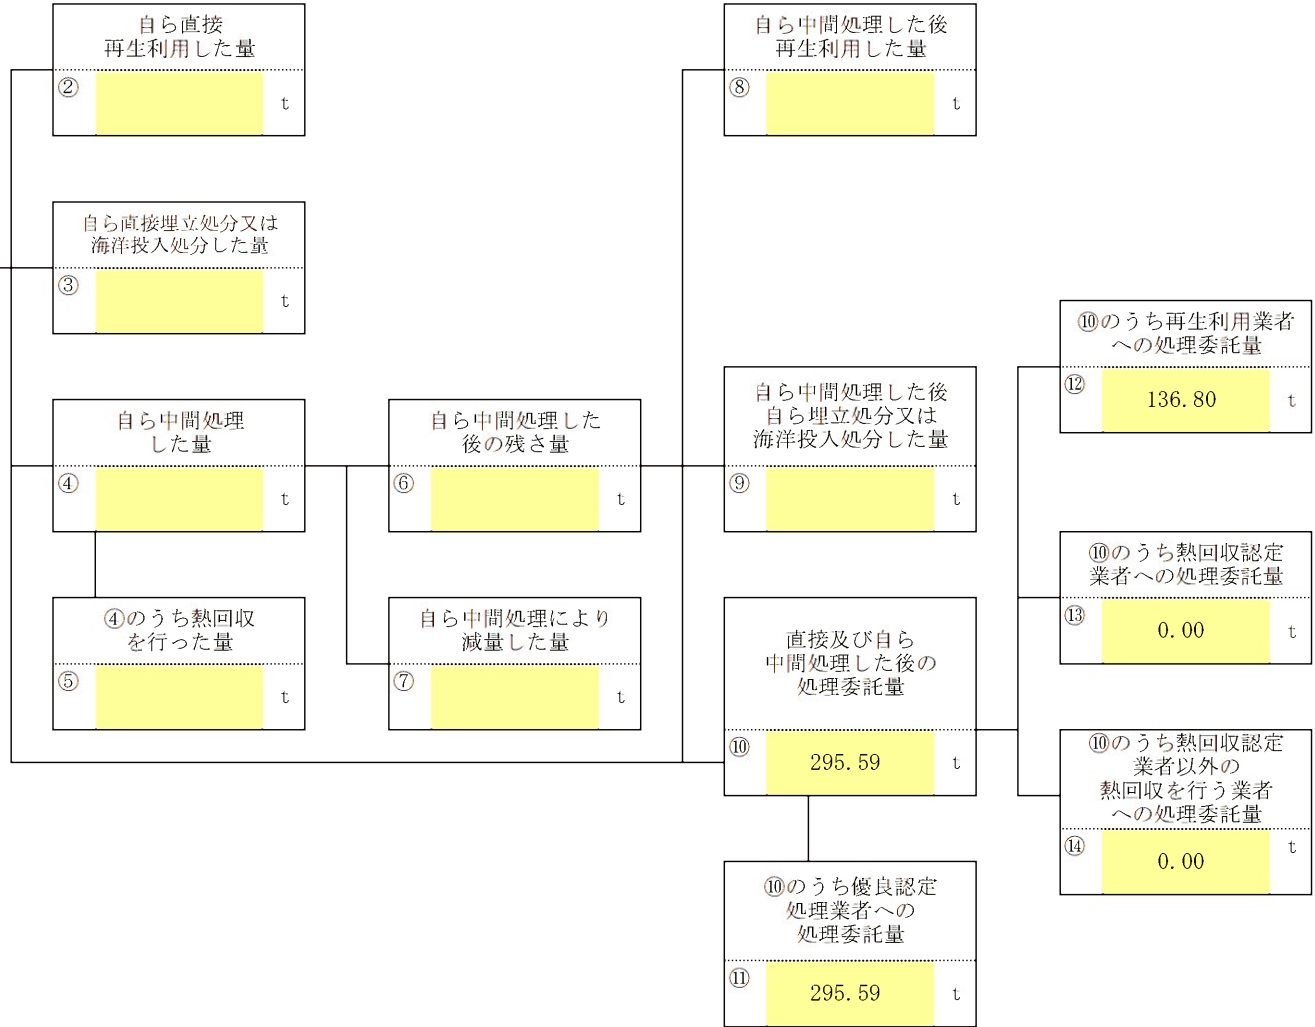 自ら直接
再生利用した量
②
t
自ら中間処理した後
再生利用した量
⑧
t
自ら直接埋立処分又は
海洋投入処分した量
③
t
⑩のうち再生利用業者
への処理委託量
⑫
136.80
t
自ら中間処理
した量
④
t
自ら中間処理した
後の残さ量
⑥
t
自ら中間処理した後
自ら埋立処分又は
海洋投入処分した量
⑨
t
⑩のうち熱回収認定
業者への処理委託量
⑬
0.00
t
④のうち熱回収
を行った量
⑤
t
自ら中間処理により
減量した量
⑦
t
直接及び自ら
中間処理した後の
処理委託量
⑩
295.59
t
⑩のうち熱回収認定
業者以外の
熱回収を行う業者
への処理委託量
⑭
0.00
t
⑩のうち優良認定
処理業者への
処理委託量
⑪
295.59
t